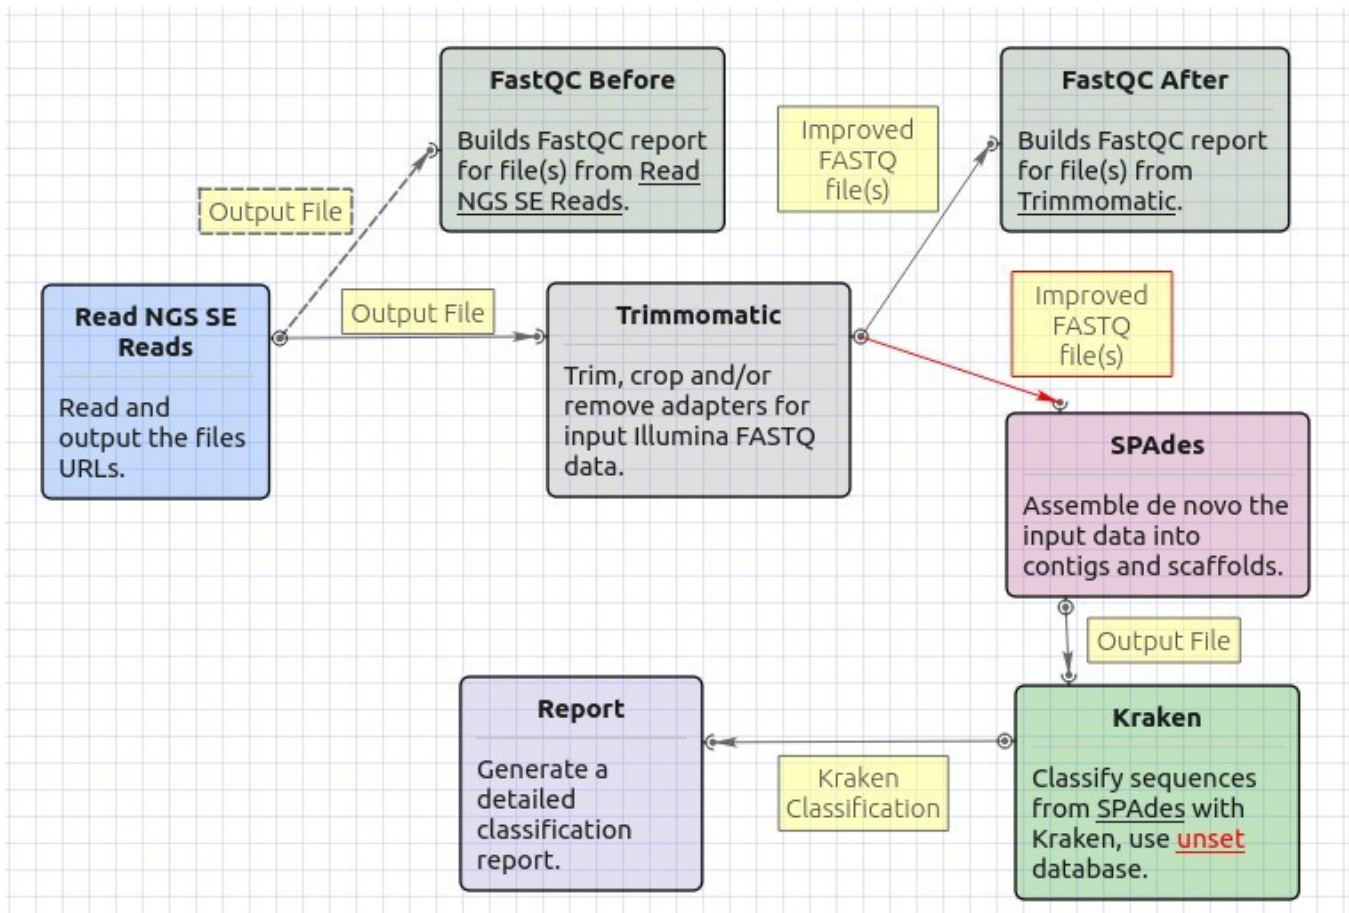 FastQC Before
Builds FastQC report
for file(s) from Read
NGS SE Reads.
FastQC After
Builds FastQC report
for file(s) from
Trimmomatic.
Improved
FASTQ
file(s)
Output File
Output File
Read NGS SE
Reads
Read and
output the files
URLs.
Trimmomatic
Trim, crop and/or
remove adapters for
input Illumina FASTQ
data.
Improved
FASTQ
file(s)
SPAdes
Assemble de novo the
input data into
contigs and scaffolds.
Output File
Kraken
Classify sequences
from SPAdes with
Kraken, use unset
database.
Kraken
Classification
Report
Generate a
detailed
classification
report.